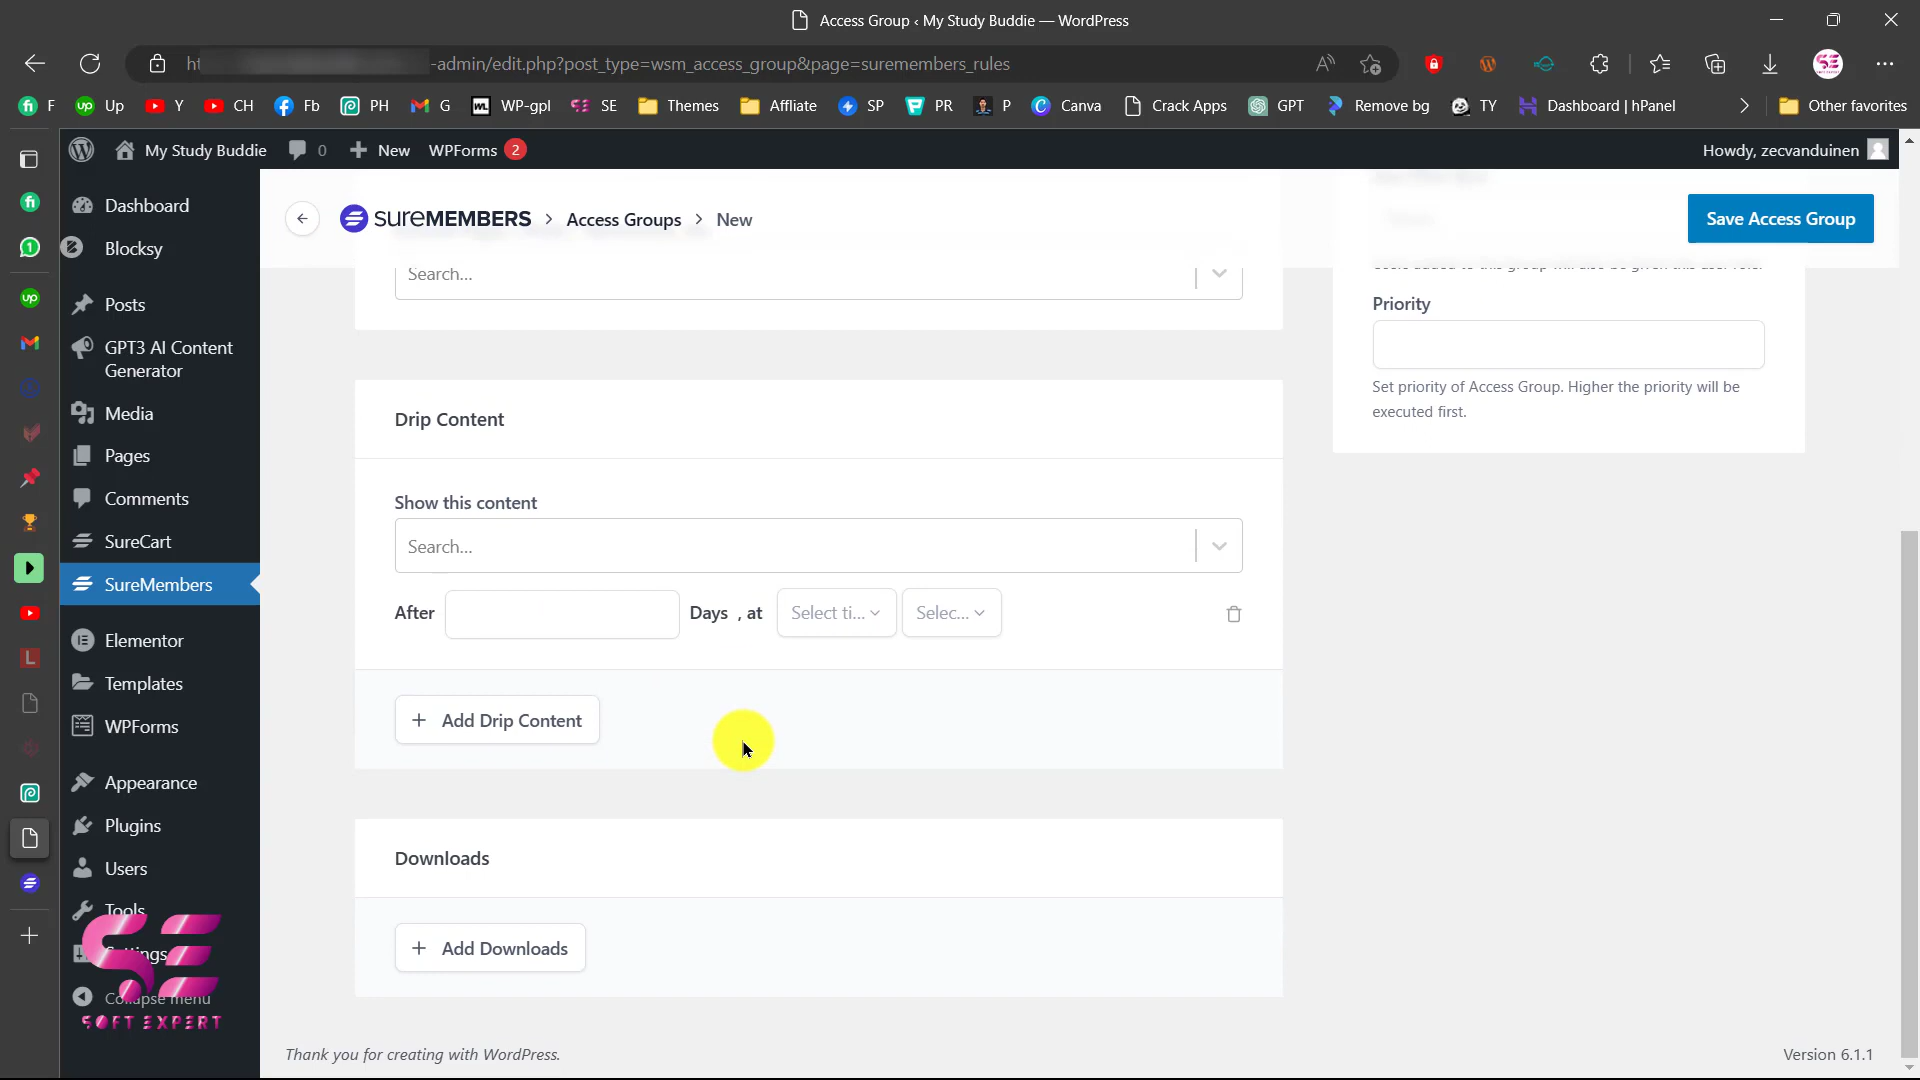 Access Group ‹ My Study Buddie — WordPress
-admin/edit.php?post_type=wsm_access_group&page=suremembers_rules
F
Up
Y
CH
Fb
PH
G
WP-gpl
SE
Themes
Affliate
SP
PR
P
Canva
Crack Apps
GPT
Remove bg
TY
Dashboard | hPanel
Other favorites
My Study Buddie
0
New
WPForms 2
Howdy, zecvanduinen
Dashboard
Blocksy
Posts
GPT3 AI Content
Generator
Media
Pages
Comments
SureCart
SureMembers
Elementor
Templates
WPForms
Appearance
Plugins
Users
Tools
Collapse menu
SOFT EXPERT
SUREMEMBERS > Access Groups > New
Save Access Group
Search...
Drip Content
Show this content
Search...
After
Days , at
Select ti...
Selec...
+ Add Drip Content
Downloads
+ Add Downloads
Priority
Set priority of Access Group. Higher the priority will be
executed first.
Thank you for creating with WordPress.
Version 6.1.1